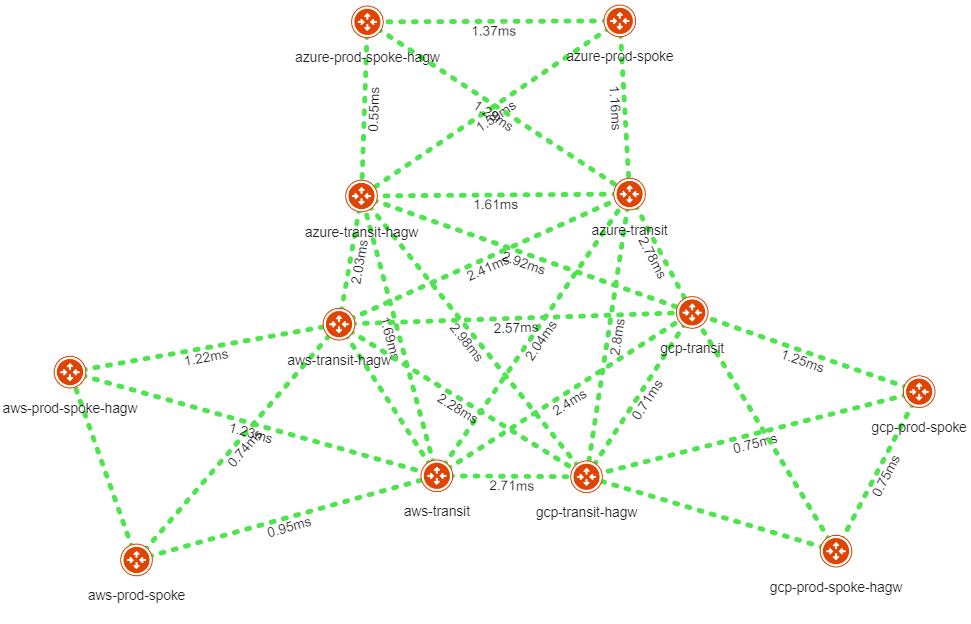 1.37ms
azure-prod-spoke-hagw
azure-prod-spoke
0.55ms
1.16ms
1.61ms
azure-transit-hagw
azure-transit
2.03ms
2.41ms
2.92ms
2.78ms
2.57ms
1.69ms
2.98ms
2.04ms
2.8ms
aws-transit-hagw
gcp-transit
1.22ms
1.25ms
aws-prod-spoke-hagw
2.28ms
2.4ms
0.71ms
gcp-prod-spoke
1.23ms
0.74ms
0.75ms
0.75ms
2.71ms
aws-transit
gcp-transit-hagw
0.95ms
aws-prod-spoke
gcp-prod-spoke-hagw